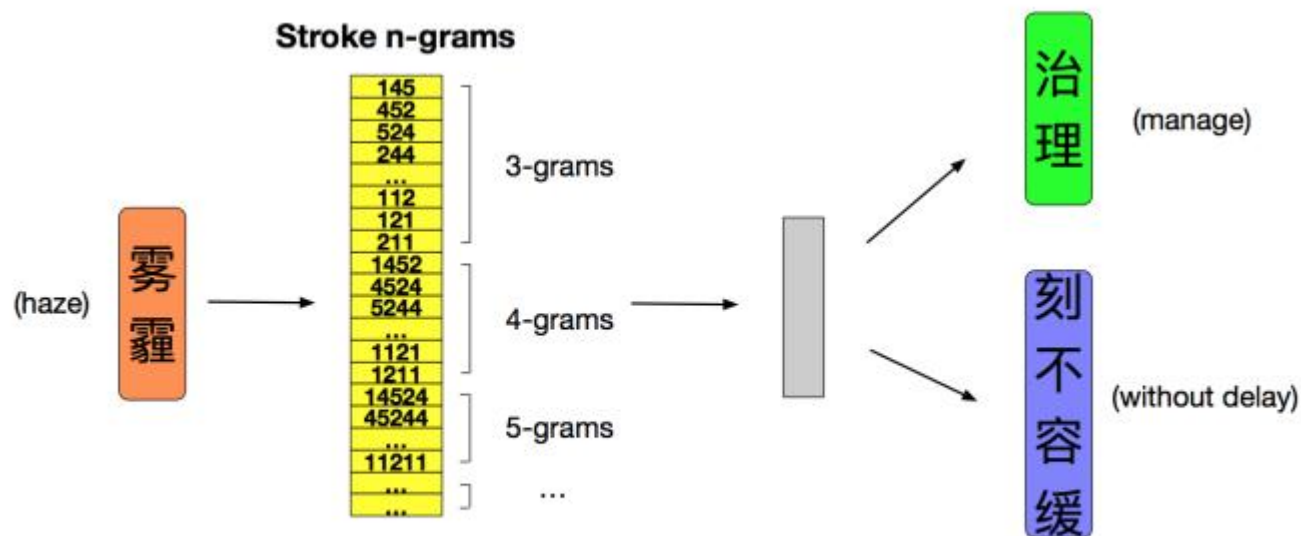 Stroke n-grams
145
452
524
244
...
112
121
211
3-grams
1452
4524
5244
...
1121
1211
4-grams
14524
45244
...
11211
5-grams
...
...
...
(haze)
雾霾
治理
(manage)
刻不容缓
(without delay)